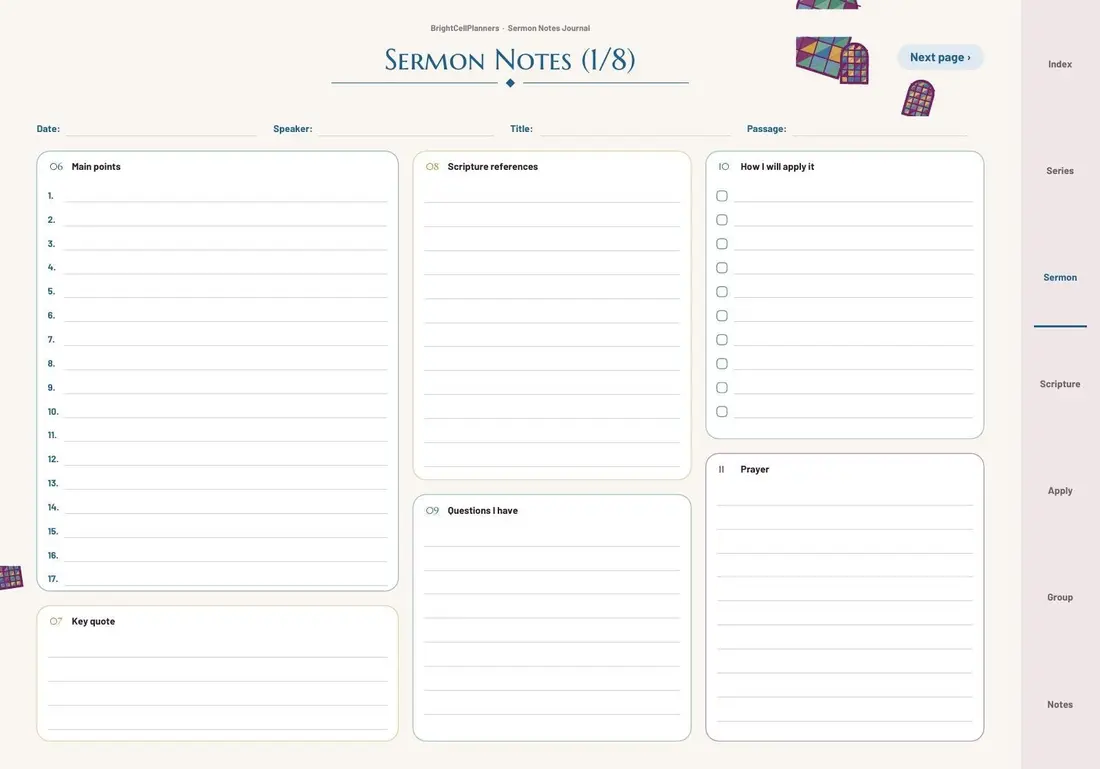 BrightCellPlanners · Sermon Notes Journal
Sermon Notes (1/8)
Next page ›
Date:
Speaker:
Title:
Passage:
06 Main points
1.
2.
3.
4.
5.
6.
7.
8.
9.
10.
11.
12.
13.
14.
15.
16.
17.
07 Key quote
08 Scripture references
09 Questions I have
10 How I will apply it
11 Prayer
Index
Series
Sermon
Scripture
Apply
Group
Notes